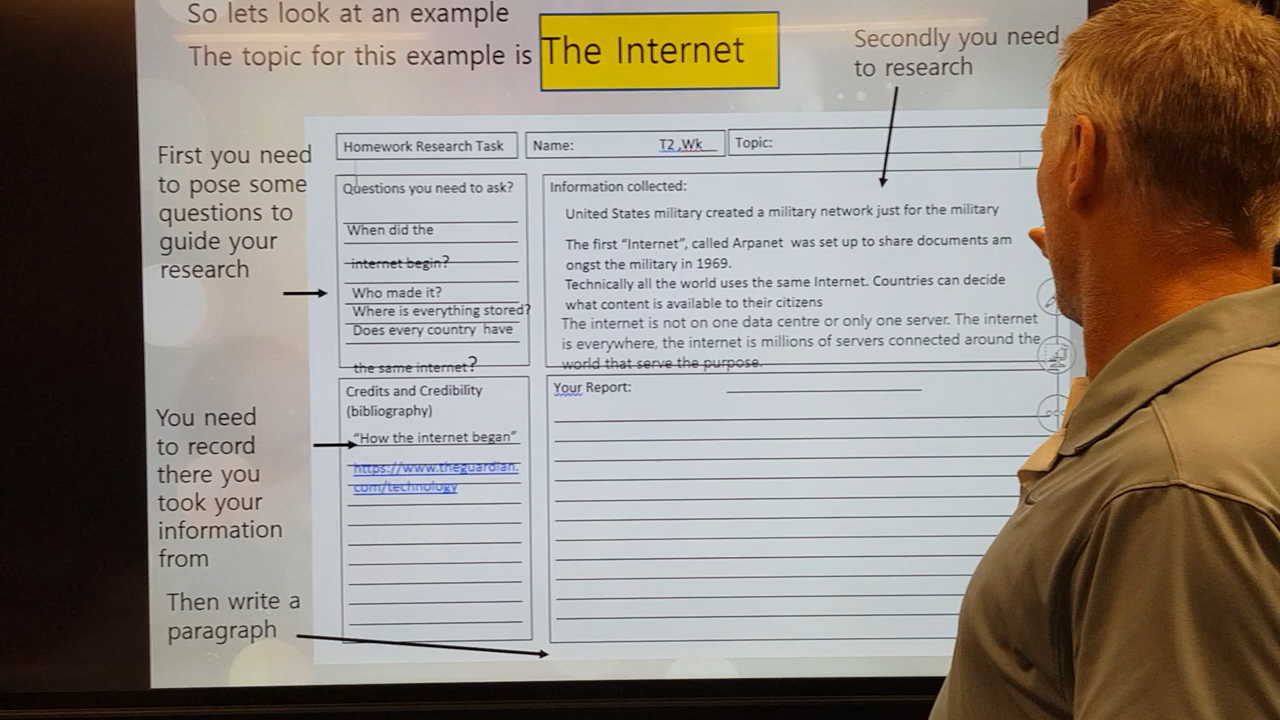 So lets look at an example
The topic for this example is The Internet
Secondly you need
to research
First you need
to pose some
questions to
guide your
research
Homework Research Task
Name: T2 ,Wk
Topic:
Questions you need to ask?
When did the
internet begin?
Who made it?
Where is everything stored?
Does every country have
the same internet?
Information collected:
United States military created a military network just for the military
The first “Internet”, called Arpanet was set up to share documents am
ongst the military in 1969.
Technically all the world uses the same Internet. Countries can decide
what content is available to their citizens
The internet is not on one data centre or only one server. The internet
is everywhere, the internet is millions of servers connected around the
world that serve the purpose.
You need
to record
there you
took your
information
from
Credits and Credibility
(bibliography)
“How the internet began”
https://www.theguardian.
com/technology
Your Report:
Then write a
paragraph